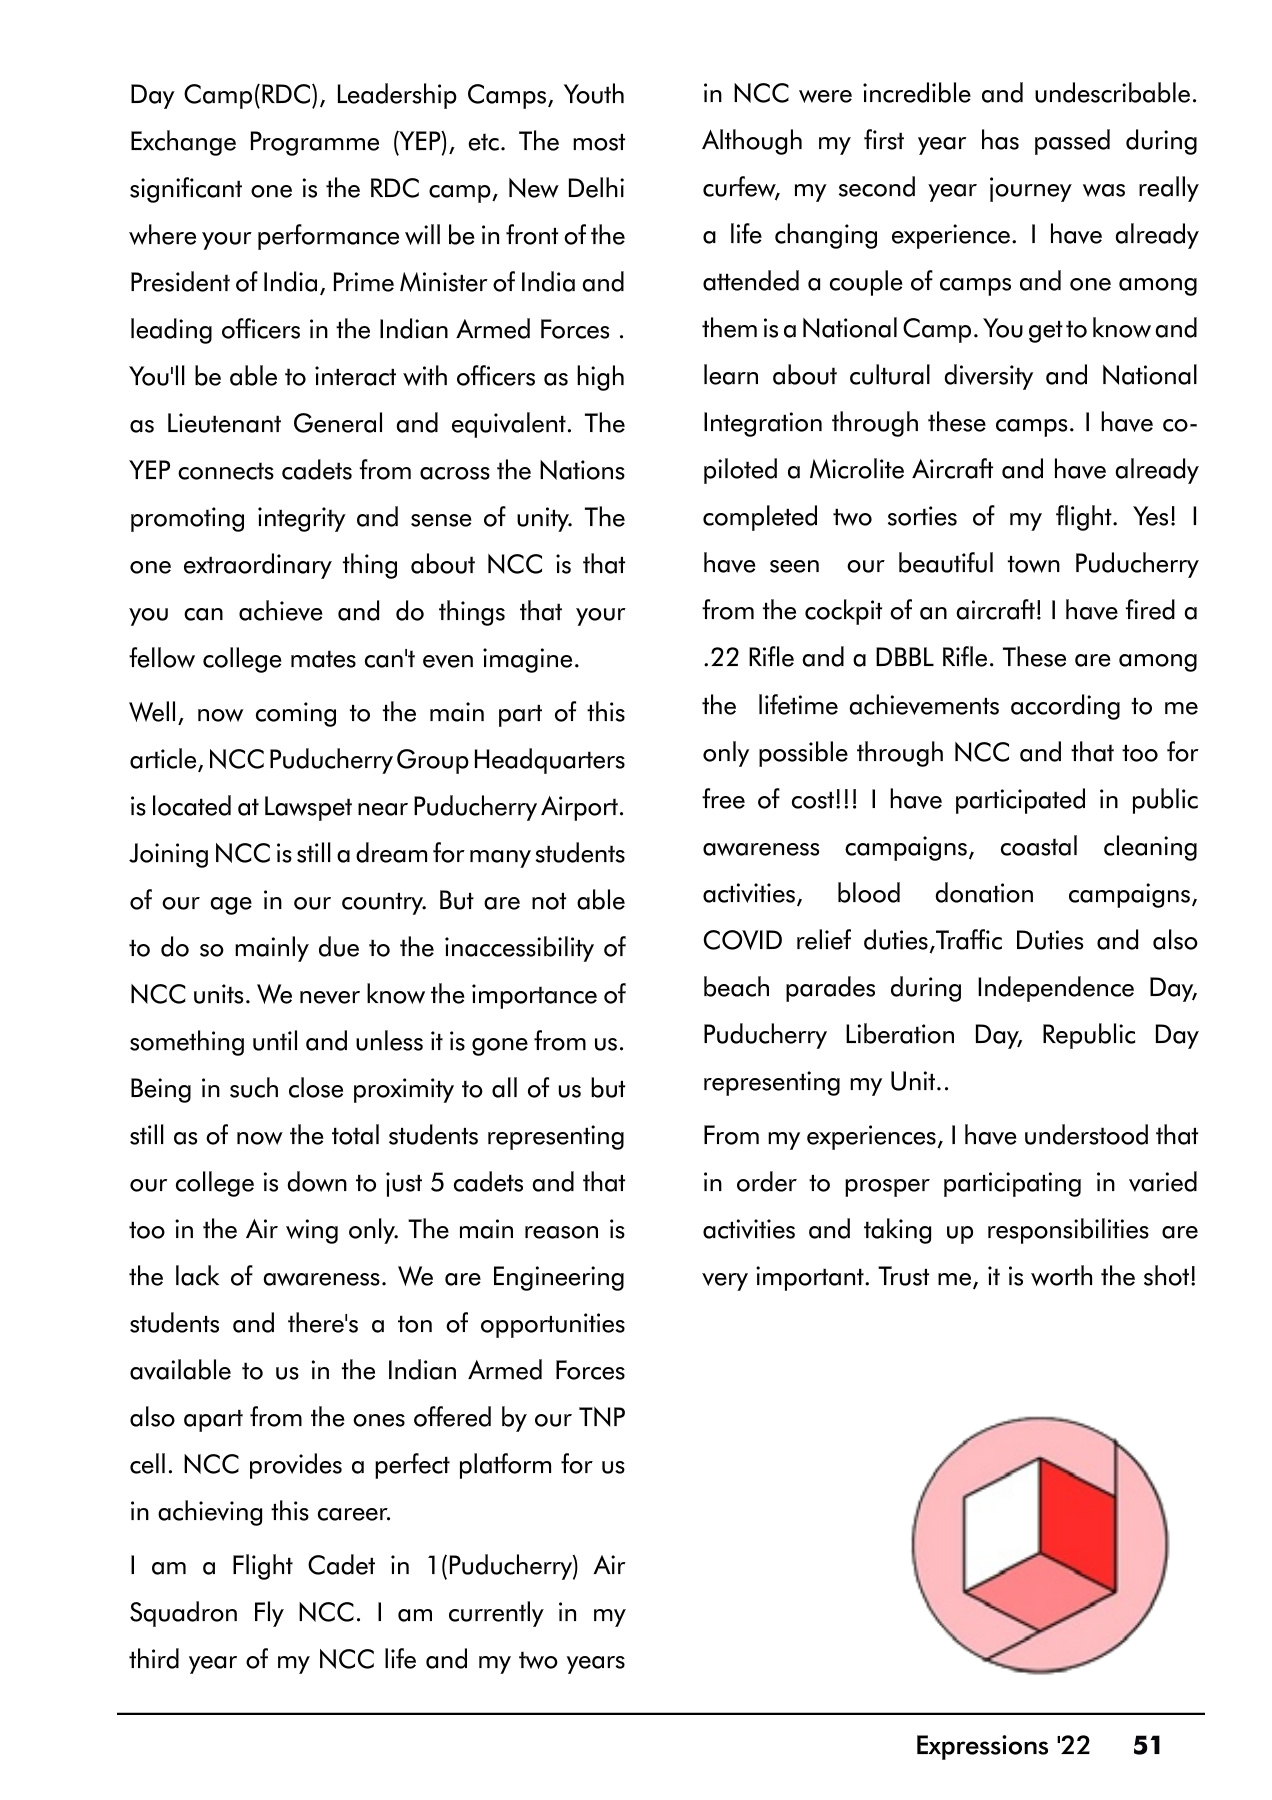 Day Camp(RDC), Leadership Camps, Youth
Exchange Programme (YEP), etc. The most
significant one is the RDC camp, New Delhi
where your performance will be in front of the
President of India, Prime Minister of India and
leading officers in the Indian Armed Forces .
You'll be able to interact with officers as high
as Lieutenant General and equivalent. The
YEP connects cadets from across the Nations
promoting integrity and sense of unity. The
one extraordinary thing about NCC is that
you can achieve and do things that your
fellow college mates can't even imagine.
Well, now coming to the main part of this
article, NCC Puducherry Group Headquarters
is located at Lawspet near Puducherry Airport.
Joining NCC is still a dream for many students
of our age in our country. But are not able
to do so mainly due to the inaccessibility of
NCC units. We never know the importance of
something until and unless it is gone from us.
Being in such close proximity to all of us but
still as of now the total students representing
our college is down to just 5 cadets and that
too in the Air wing only. The main reason is
the lack of awareness. We are Engineering
students and there's a ton of opportunities
available to us in the Indian Armed Forces
also apart from the ones offered by our TNP
cell. NCC provides a perfect platform for us
in achieving this career.
I am a Flight Cadet in 1(Puducherry) Air
Squadron Fly NCC. I am currently in my
third year of my NCC life and my two years
in NCC were incredible and undescribable.
Although my first year has passed during
curfew, my second year journey was really
a life changing experience. I have already
attended a couple of camps and one among
them is a National Camp. You get to know and
learn about cultural diversity and National
Integration through these camps. I have co-
piloted a Microlite Aircraft and have already
completed two sorties of my flight. Yes! I
have seen  our beautiful town Puducherry
from the cockpit of an aircraft! I have fired a
.22 Rifle and a DBBL Rifle. These are among
the  lifetime achievements according to me
only possible through NCC and that too for
free of cost!!! I have participated in public
awareness campaigns, coastal cleaning
activities, blood donation campaigns,
COVID relief duties,Traffic Duties and also
beach parades during Independence Day,
Puducherry Liberation Day, Republic Day
representing my Unit..
From my experiences, I have understood that
in order to prosper participating in varied
activities and taking up responsibilities are
very important. Trust me, it is worth the shot!
Expressions '22 51